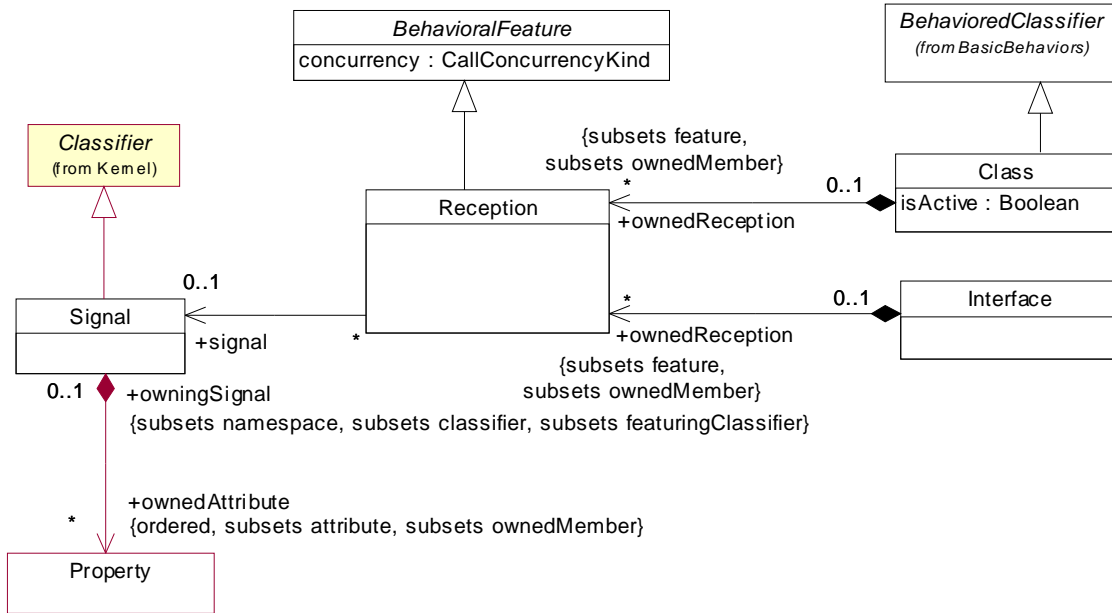 BehavioralFeature
concurrency : CallConcurrencyKind
BehavioredClassifier
(from BasicBehaviors)
Classifier
(from Kernel)
{subsets feature,
subsets ownedMember}
*
0..1
+ownedReception
Class
isActive : Boolean
Reception
0..1
+signal
*
Signal
*
0..1
+ownedReception
{subsets feature,
subsets ownedMember}
Interface
0..1
+owningSignal
{subsets namespace, subsets classifier, subsets featuringClassifier}
+ownedAttribute
*
{ordered, subsets attribute, subsets ownedMember}
Property